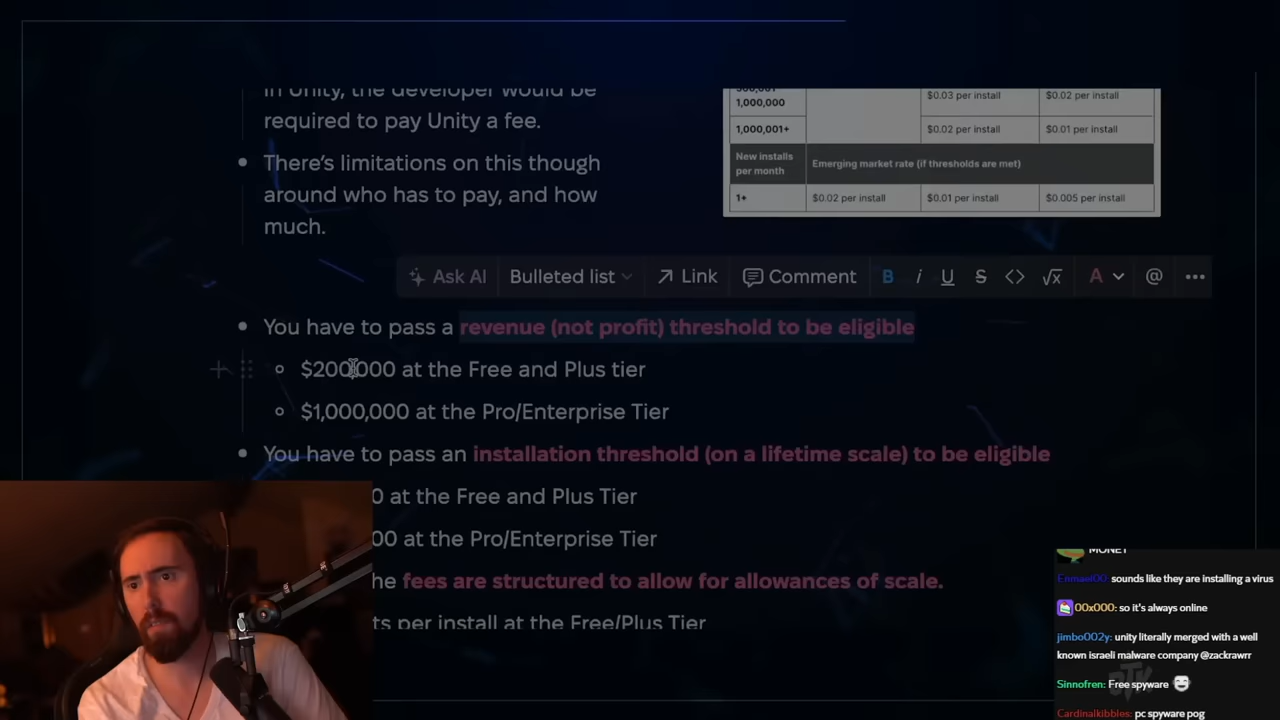 in Unity, the developer would be
required to pay Unity a fee.
• There's limitations on this though
around who has to pay, and how
much.
1,000,000 $0.03 per install $0.02 per install
1,000,001+ $0.02 per install $0.01 per install
New installs per month Emerging market rate (if thresholds are met)
1+ $0.02 per install $0.01 per install $0.005 per install
Ask AI Bulleted list Link Comment B i U S <> √x A @ •••
• You have to pass a revenue (not profit) threshold to be eligible
$200,000 at the Free and Plus tier
$1,000,000 at the Pro/Enterprise Tier
• You have to pass an installation threshold (on a lifetime scale) to be eligible
0 at the Free and Plus Tier
00 at the Pro/Enterprise Tier
he fees are structured to allow for allowances of scale.
ts per install at the Free/Plus Tier
MONEY
sounds like they are installing a virus
00x000: so it's always online
jimbo002y: unity literally merged with a well
known israeli malware company @zackrawrr
Sinnofren: Free spyware
Cardinalkibbles: pc spyware pog